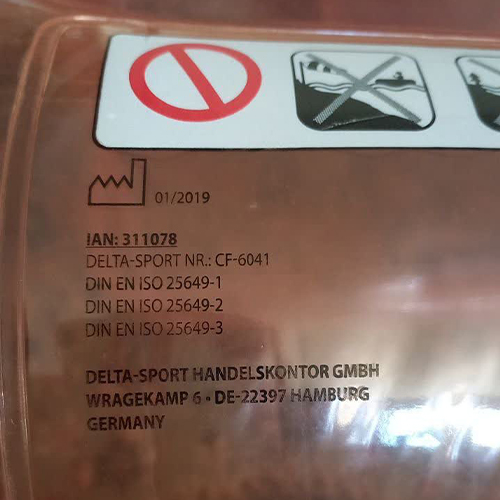 01/2019
IAN: 311078
DELTA-SPORT NR.: CF-6041
DIN EN ISO 25649-1
DIN EN ISO 25649-2
DIN EN ISO 25649-3
DELTA-SPORT HANDELSKONTOR GMBH
WRAGEKAMP 6 • DE-22397 HAMBURG
GERMANY